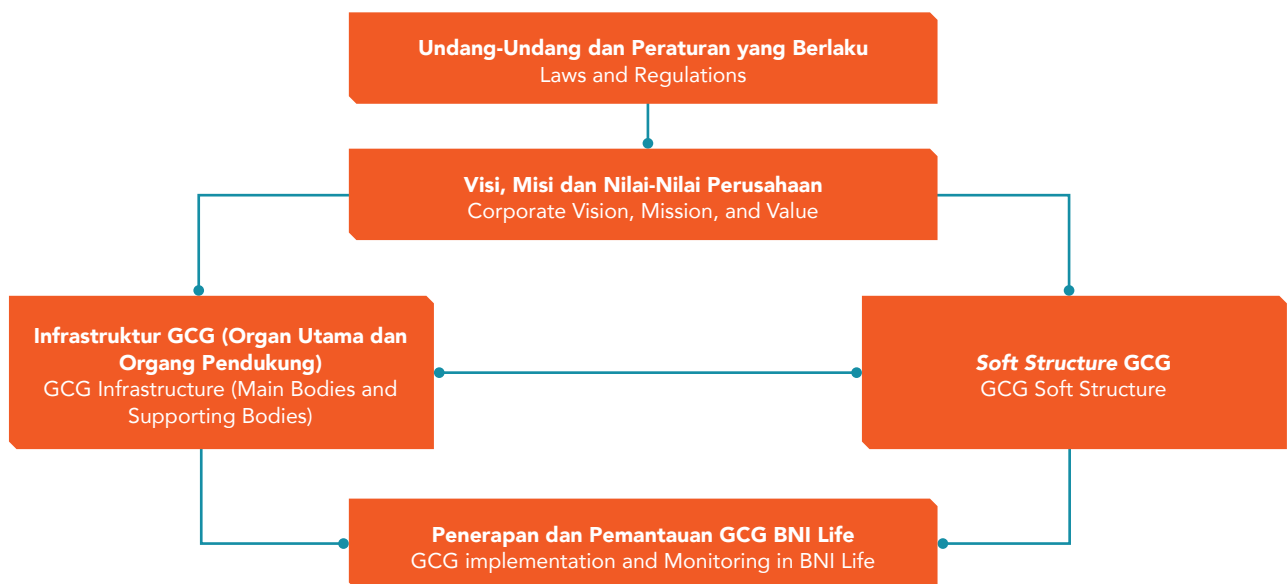 Undang-Undang dan Peraturan yang Berlaku
Laws and Regulations
Visi, Misi dan Nilai-Nilai Perusahaan
Corporate Vision, Mission, and Value
Infrastruktur GCG (Organ Utama dan
Organg Pendukung)
GCG Infrastructure (Main Bodies and
Supporting Bodies)
Soft Structure GCG
GCG Soft Structure
Penerapan dan Pemantauan GCG BNI Life
GCG implementation and Monitoring in BNI Life